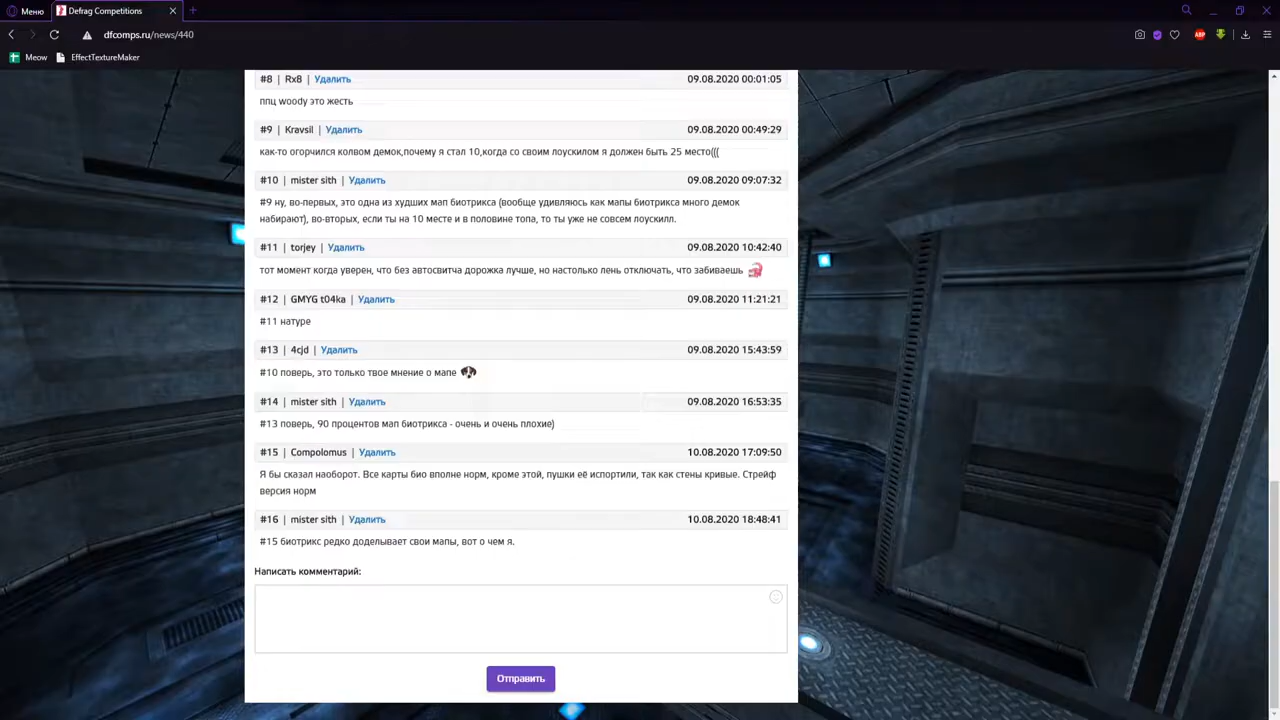 Меню
Defrag Competitions
dfcomps.ru/news/440
ABP
Meow
EffectTextureMaker
#8 | Rx8 | Удалить 09.08.2020 00:01:05
ппц woody это жесть
#9 | Kravsil | Удалить 09.08.2020 00:49:29
как-то огорчился колвом демок,почему я стал 10,когда со своим лоускилом я должен быть 25 место(((
#10 | mister sith | Удалить 09.08.2020 09:07:32
#9 ну, во-первых, это одна из худших мап биотрикса (вообще удивляюсь как мапы биотрикса много демок
набирают), во-вторых, если ты на 10 месте и в половине топа, то ты уже не совсем лоускилл.
#11 | torjey | Удалить 09.08.2020 10:42:40
тот момент когда уверен, что без автосвитча дорожка лучше, но настолько лень отключать, что забиваешь
#12 | GMYG t04ka | Удалить 09.08.2020 11:21:21
#11 натуре
#13 | 4cjd | Удалить 09.08.2020 15:43:59
#10 поверь, это только твое мнение о мапе
#14 | mister sith | Удалить 09.08.2020 16:53:35
#13 поверь, 90 процентов мап биотрикса - очень и очень плохие)
#15 | Compolomus | Удалить 10.08.2020 17:09:50
Я бы сказал наоборот. Все карты био вполне норм, кроме этой, пушки её испортили, так как стены кривые. Стрейф
версия норм
#16 | mister sith | Удалить 10.08.2020 18:48:41
#15 биотрикс редко доделывает свои мапы, вот о чем я.
Написать комментарий:
Отправить